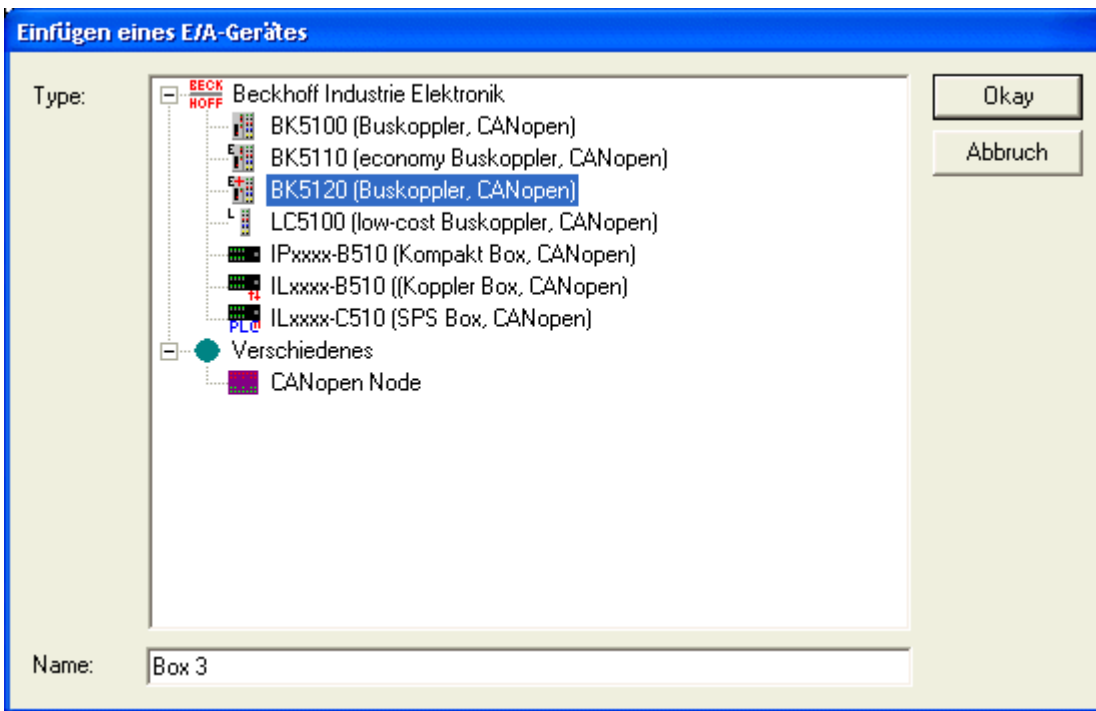 Einfügen eines E/A-Gerätes
Type:
BECK
HOFF
Beckhoff Industrie Elektronik
Okay
BK5100 (Buskoppler, CANopen)
E
BK5110 (economy Buskoppler, CANopen)
Abbruch
E+
BK5120 (Buskoppler, CANopen)
L
LC5100 (low-cost Buskoppler, CANopen)
IPxxxx-B510 (Kompakt Box, CANopen)
ILxxxx-B510 ((Koppler Box, CANopen)
PLC
ILxxxx-C510 (SPS Box, CANopen)
Verschiedenes
CANopen Node
Name:
Box 3